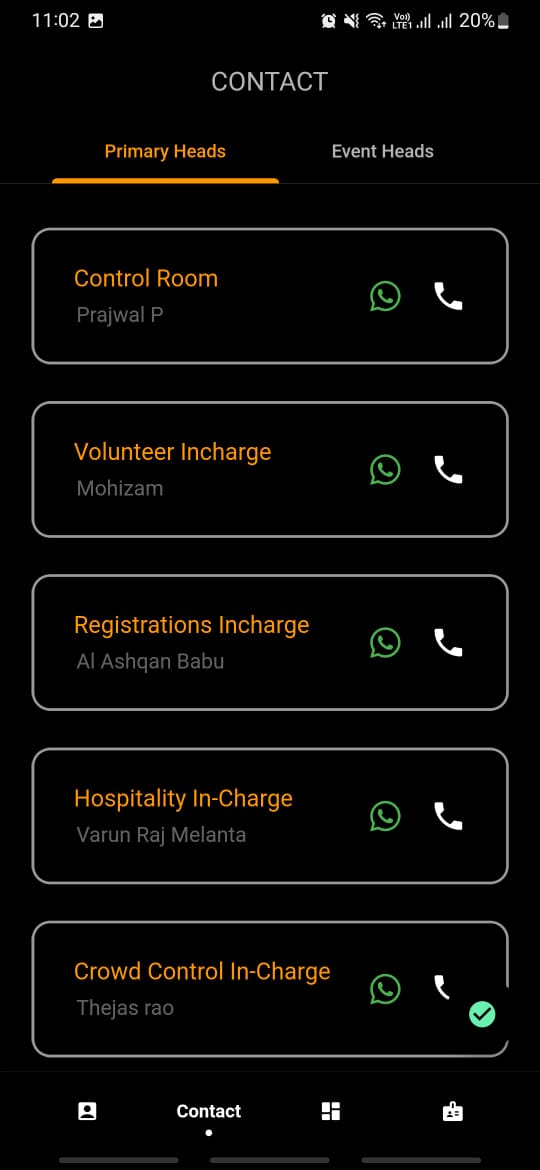 11:02
Vo))
LTE1
20%
CONTACT
Primary Heads
Event Heads
Control Room
Prajwal P
Volunteer Incharge
Mohizam
Registrations Incharge
Al Ashqan Babu
Hospitality In-Charge
Varun Raj Melanta
Crowd Control In-Charge
Thejas rao
Contact